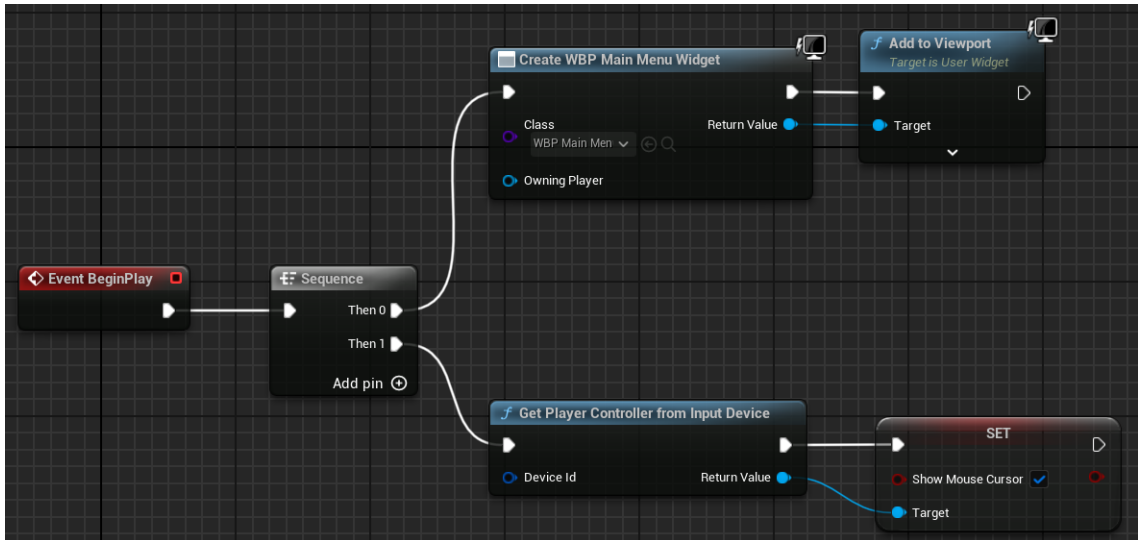 Create WBP Main Menu Widget
Class
WBP Main Men
Return Value
Owning Player
Add to Viewport
Target is User Widget
Target
Event BeginPlay
Sequence
Then 0
Then 1
Add pin
Get Player Controller from Input Device
Device Id
Return Value
SET
Show Mouse Cursor
Target